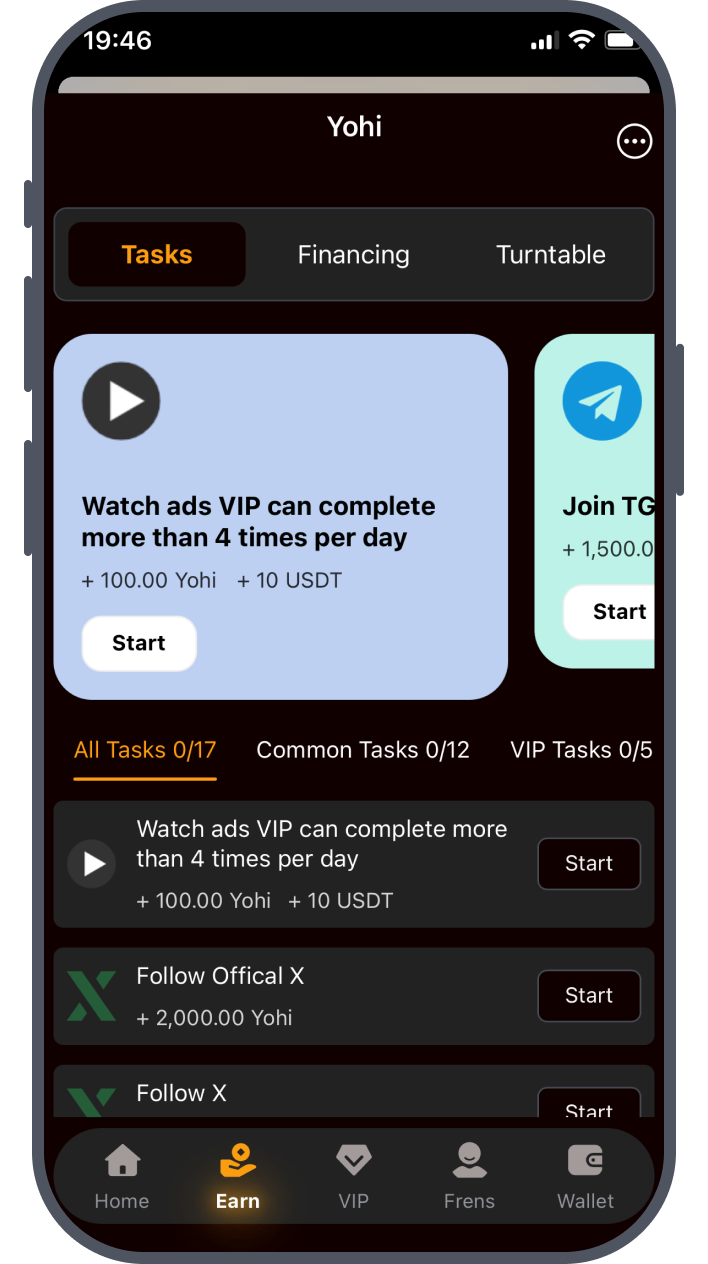 19:46
Yohi
Tasks Financing Turntable
Watch ads VIP can complete
more than 4 times per day
+ 100.00 Yohi + 10 USDT
Start
Join TG
+ 1,500.0
Start
All Tasks 0/17 Common Tasks 0/12 VIP Tasks 0/5
Watch ads VIP can complete more
than 4 times per day
+ 100.00 Yohi + 10 USDT
Start
Follow Offical X
+ 2,000.00 Yohi
Start
Follow X
Start
Home Earn VIP Frens Wallet